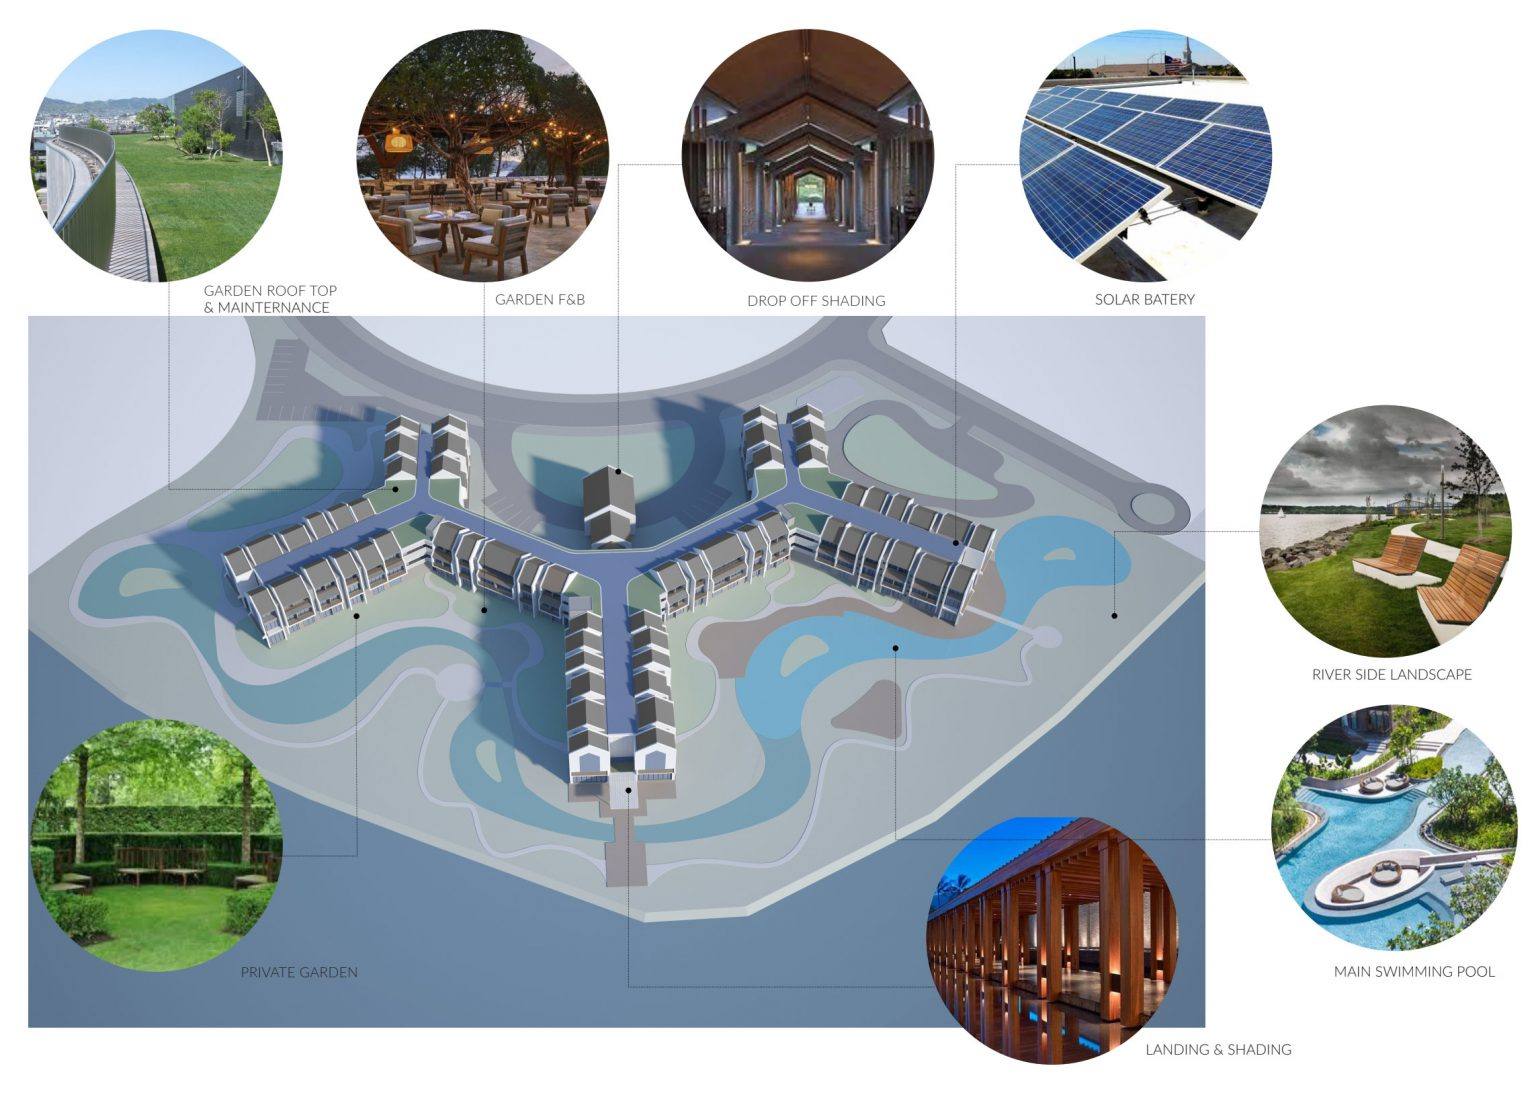 GARDEN ROOF TOP
& MAINTERNANCE
GARDEN F&B
DROP OFF SHADING
SOLAR BATERY
RIVER SIDE LANDSCAPE
PRIVATE GARDEN
MAIN SWIMMING POOL
LANDING & SHADING